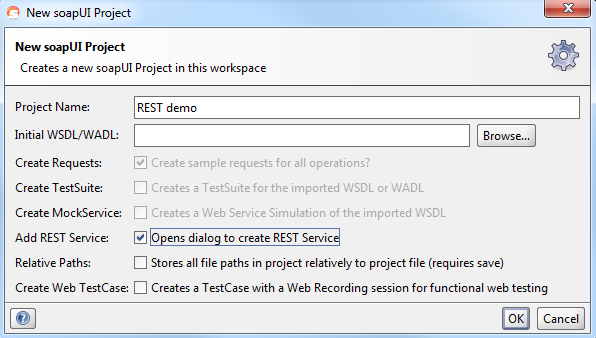 New soapUI Project
New soapUI Project
Creates a new soapUI Project in this workspace
Project Name: REST demo
Initial WSDL/WADL: Browse...
Create Requests: Create sample requests for all operations?
Create TestSuite: Creates a TestSuite for the imported WSDL or WADL
Create MockService: Creates a Web Service Simulation of the imported WSDL
Add REST Service: Opens dialog to create REST Service
Relative Paths: Stores all file paths in project relatively to project file (requires save)
Create Web TestCase: Creates a TestCase with a Web Recording session for functional web testing
? OK Cancel